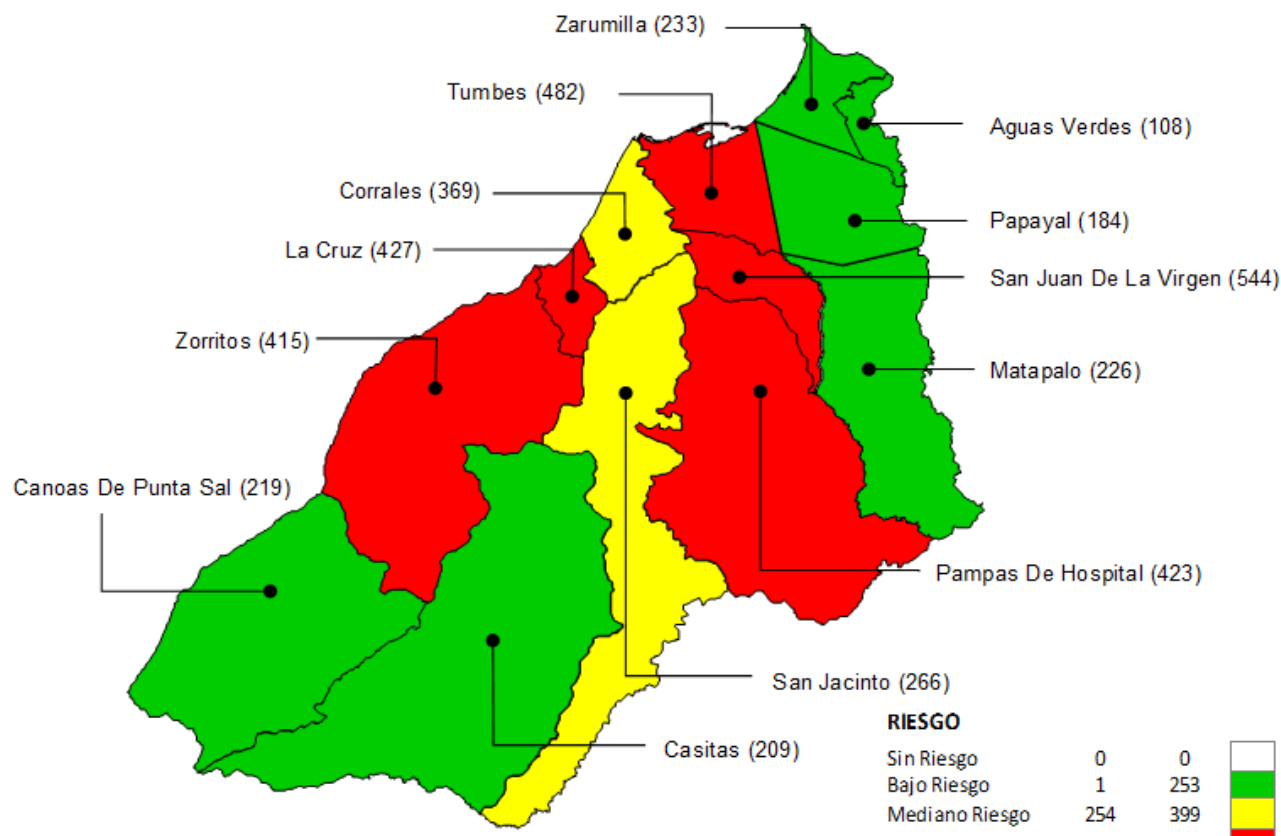 Zarumilla (233)
Tumbes (482)
Aguas Verdes (108)
Corrales (369)
Papayal (184)
La Cruz (427)
San Juan De La Virgen (544)
Zorritos (415)
Matapalo (226)
Canoas De Punta Sal (219)
Pampas De Hospital (423)
San Jacinto (266)
Casitas (209)
RIESGO
Sin Riesgo 0 0
Bajo Riesgo 1 253
Mediano Riesgo 254 399